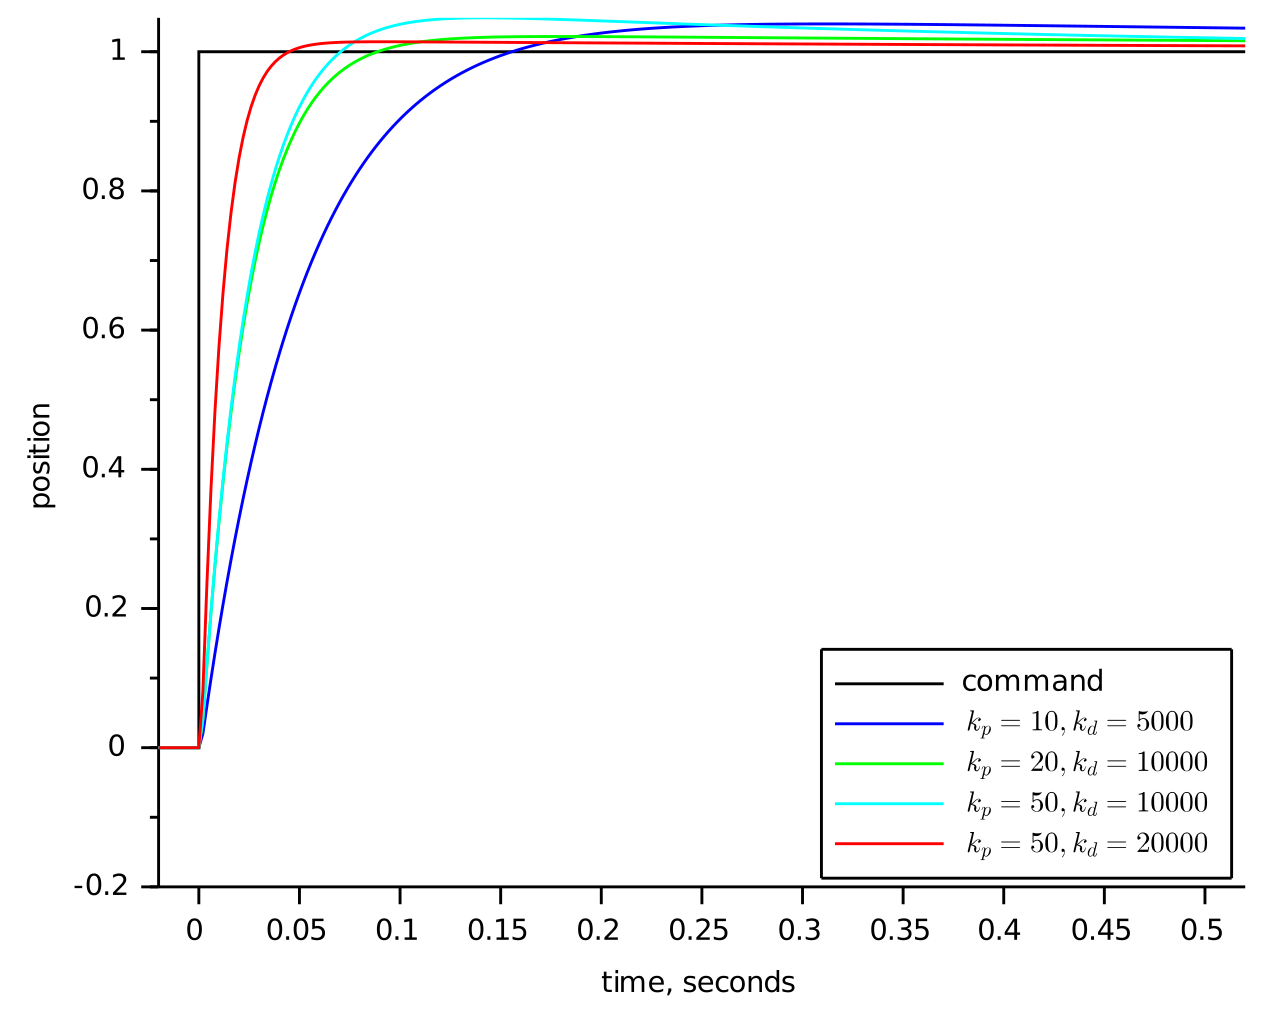 1
0.8
0.6
0.4
0.2
0
-0.2
position
0 0.05 0.1 0.15 0.2 0.25 0.3 0.35 0.4 0.45 0.5
time, seconds
command
k_p = 10, k_d = 5000
k_p = 20, k_d = 10000
k_p = 50, k_d = 10000
k_p = 50, k_d = 20000